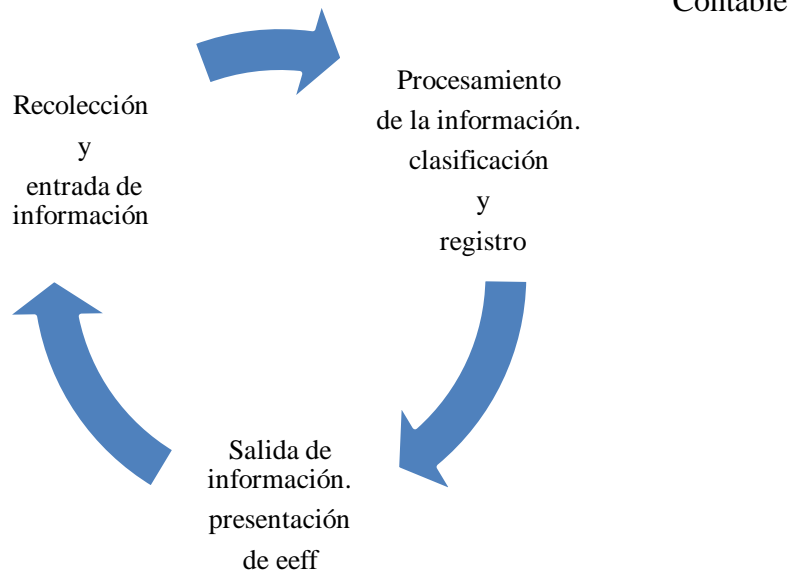 Contable
Recolección
y
entrada de
información
Procesamiento
de la información.
clasificación
y
registro
Salida de
información.
presentación
de eeff